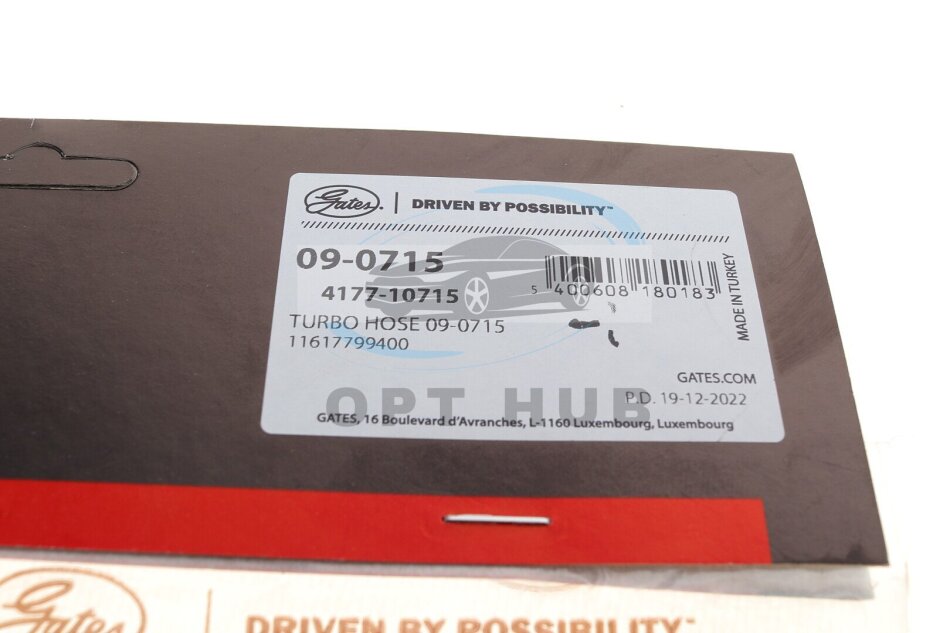 Gates. | DRIVEN BY POSSIBILITY™
09-0715
4177-10715
5 400608 180183
MADE IN TURKEY
TURBO HOSE 09-0715
11617799400
GATES.COM
P.D. 19-12-2022
OPT HUB
GATES, 16 Boulevard d'Avranches, L-1160 Luxembourg, Luxembourg
Gates | DRIVEN BY POSSIBILITY™